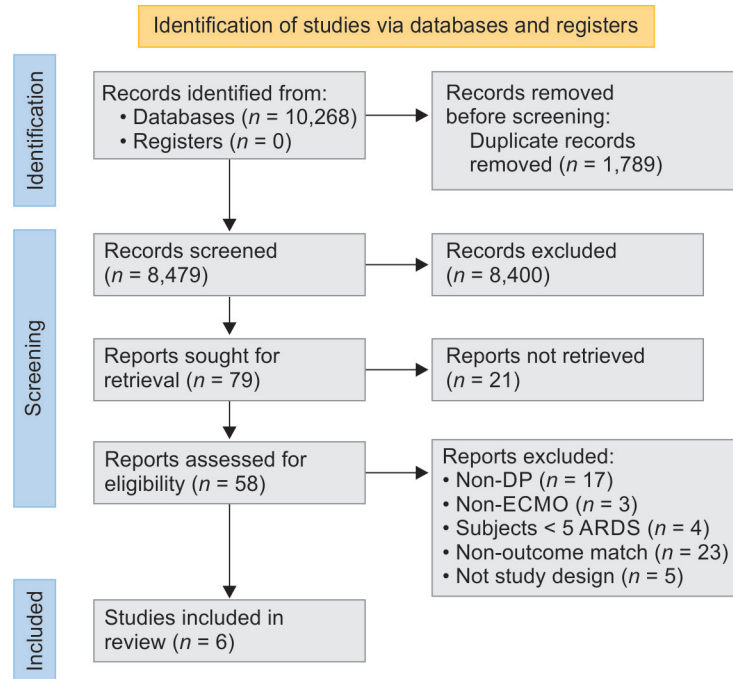 Identification of studies via databases and registers
Identification
Records identified from:
• Databases (n = 10,268)
• Registers (n = 0)
Records removed
before screening:
Duplicate records
removed (n = 1,789)
Screening
Records screened
(n = 8,479)
Records excluded
(n = 8,400)
Reports sought for
retrieval (n = 79)
Reports not retrieved
(n = 21)
Reports assessed for
eligibility (n = 58)
Reports excluded:
• Non-DP (n = 17)
• Non-ECMO (n = 3)
• Subjects < 5 ARDS (n = 4)
• Non-outcome match (n = 23)
• Not study design (n = 5)
Included
Studies included in
review (n = 6)